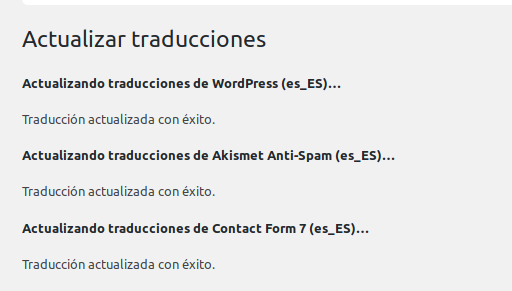 Actualizar traducciones
Actualizando traducciones de WordPress (es_ES)...
Traducción actualizada con éxito.
Actualizando traducciones de Akismet Anti-Spam (es_ES)...
Traducción actualizada con éxito.
Actualizando traducciones de Contact Form 7 (es_ES)...
Traducción actualizada con éxito.